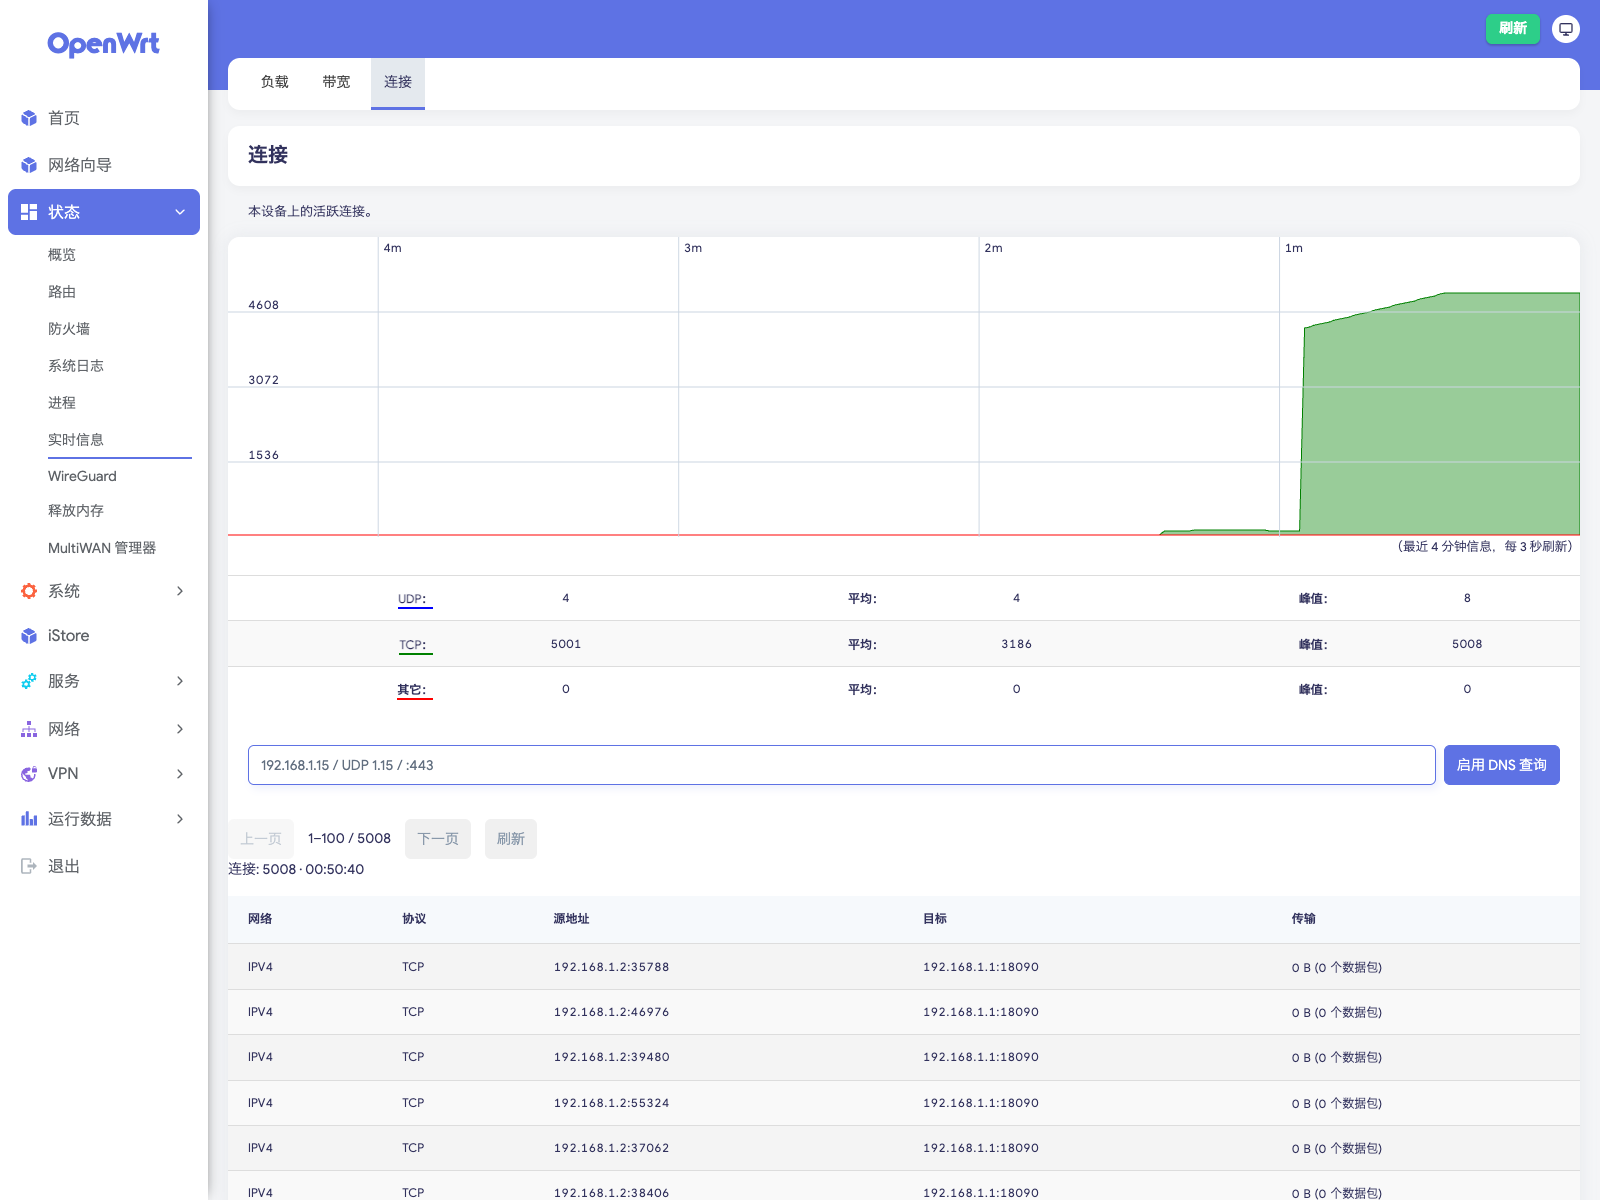 OpenWrt
首页
网络向导
状态
概览
路由
防火墙
系统日志
进程
实时信息
WireGuard
释放内存
MultiWAN 管理器
系统
iStore
服务
网络
VPN
运行数据
退出
刷新
负载 带宽 连接
连接
本设备上的活跃连接。
4m 3m 2m 1m
4608
3072
1536
（最近 4 分钟信息，每 3 秒刷新）
UDP： 4 平均： 4 峰值： 8
TCP： 5001 平均： 3186 峰值： 5008
其它： 0 平均： 0 峰值： 0
192.168.1.15 / UDP 1.15 / :443 启用 DNS 查询
上一页 1–100 / 5008 下一页 刷新
连接: 5008 · 00:50:40
网络 协议 源地址 目标 传输
IPV4 TCP 192.168.1.2:35788 192.168.1.1:18090 0 B (0 个数据包)
IPV4 TCP 192.168.1.2:46976 192.168.1.1:18090 0 B (0 个数据包)
IPV4 TCP 192.168.1.2:39480 192.168.1.1:18090 0 B (0 个数据包)
IPV4 TCP 192.168.1.2:55324 192.168.1.1:18090 0 B (0 个数据包)
IPV4 TCP 192.168.1.2:37062 192.168.1.1:18090 0 B (0 个数据包)
IPV4 TCP 192.168.1.2:38406 192.168.1.1:18090 0 B (0 个数据包)